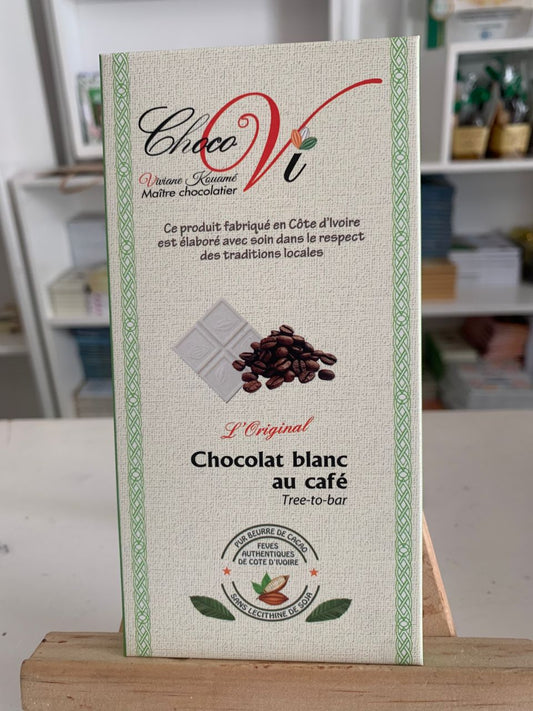 Choco Vi
Viviane Kouamé
Maître chocolatier
Ce produit fabriqué en Côte d'Ivoire
est élaboré avec soin dans le respect
des traditions locales
L'Original
Chocolat blanc
au café
Tree-to-bar
PUR BEURRE DE CACAO
FEVES
AUTHENTIQUES
DE COTE D'IVOIRE
SANS LECITHINE DE SOJA